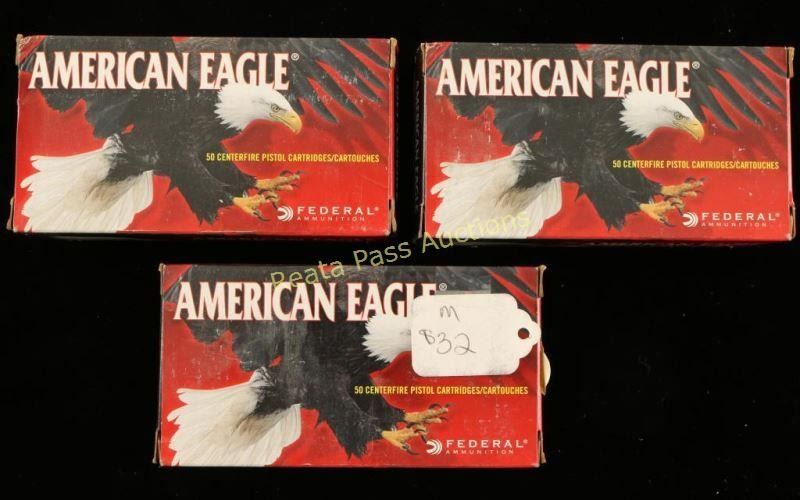 AMERICAN EAGLE®
50 CENTERFIRE PISTOL CARTRIDGES/CARTOUCHES
FEDERAL®
AMMUNITION
AMERICAN EAGLE®
50 CENTERFIRE PISTOL CARTRIDGES/CARTOUCHES
FEDERAL®
AMMUNITION
Reata Pass Auctions
AMERICAN EAGLE®
M
$32
50 CENTERFIRE PISTOL CARTRIDGES/CARTOUCHES
FEDERAL®
AMMUNITION